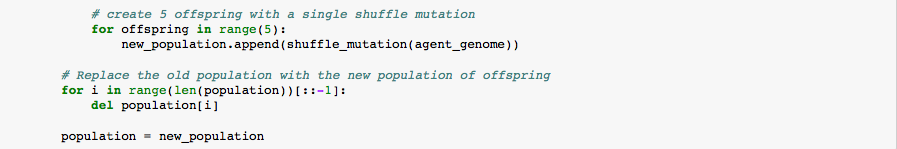 # create 5 offspring with a single shuffle mutation
for offspring in range(5):
new_population.append(shuffle_mutation(agent_genome))
# Replace the old population with the new population of offspring
for i in range(len(population))[::-1]:
del population[i]
population = new_population